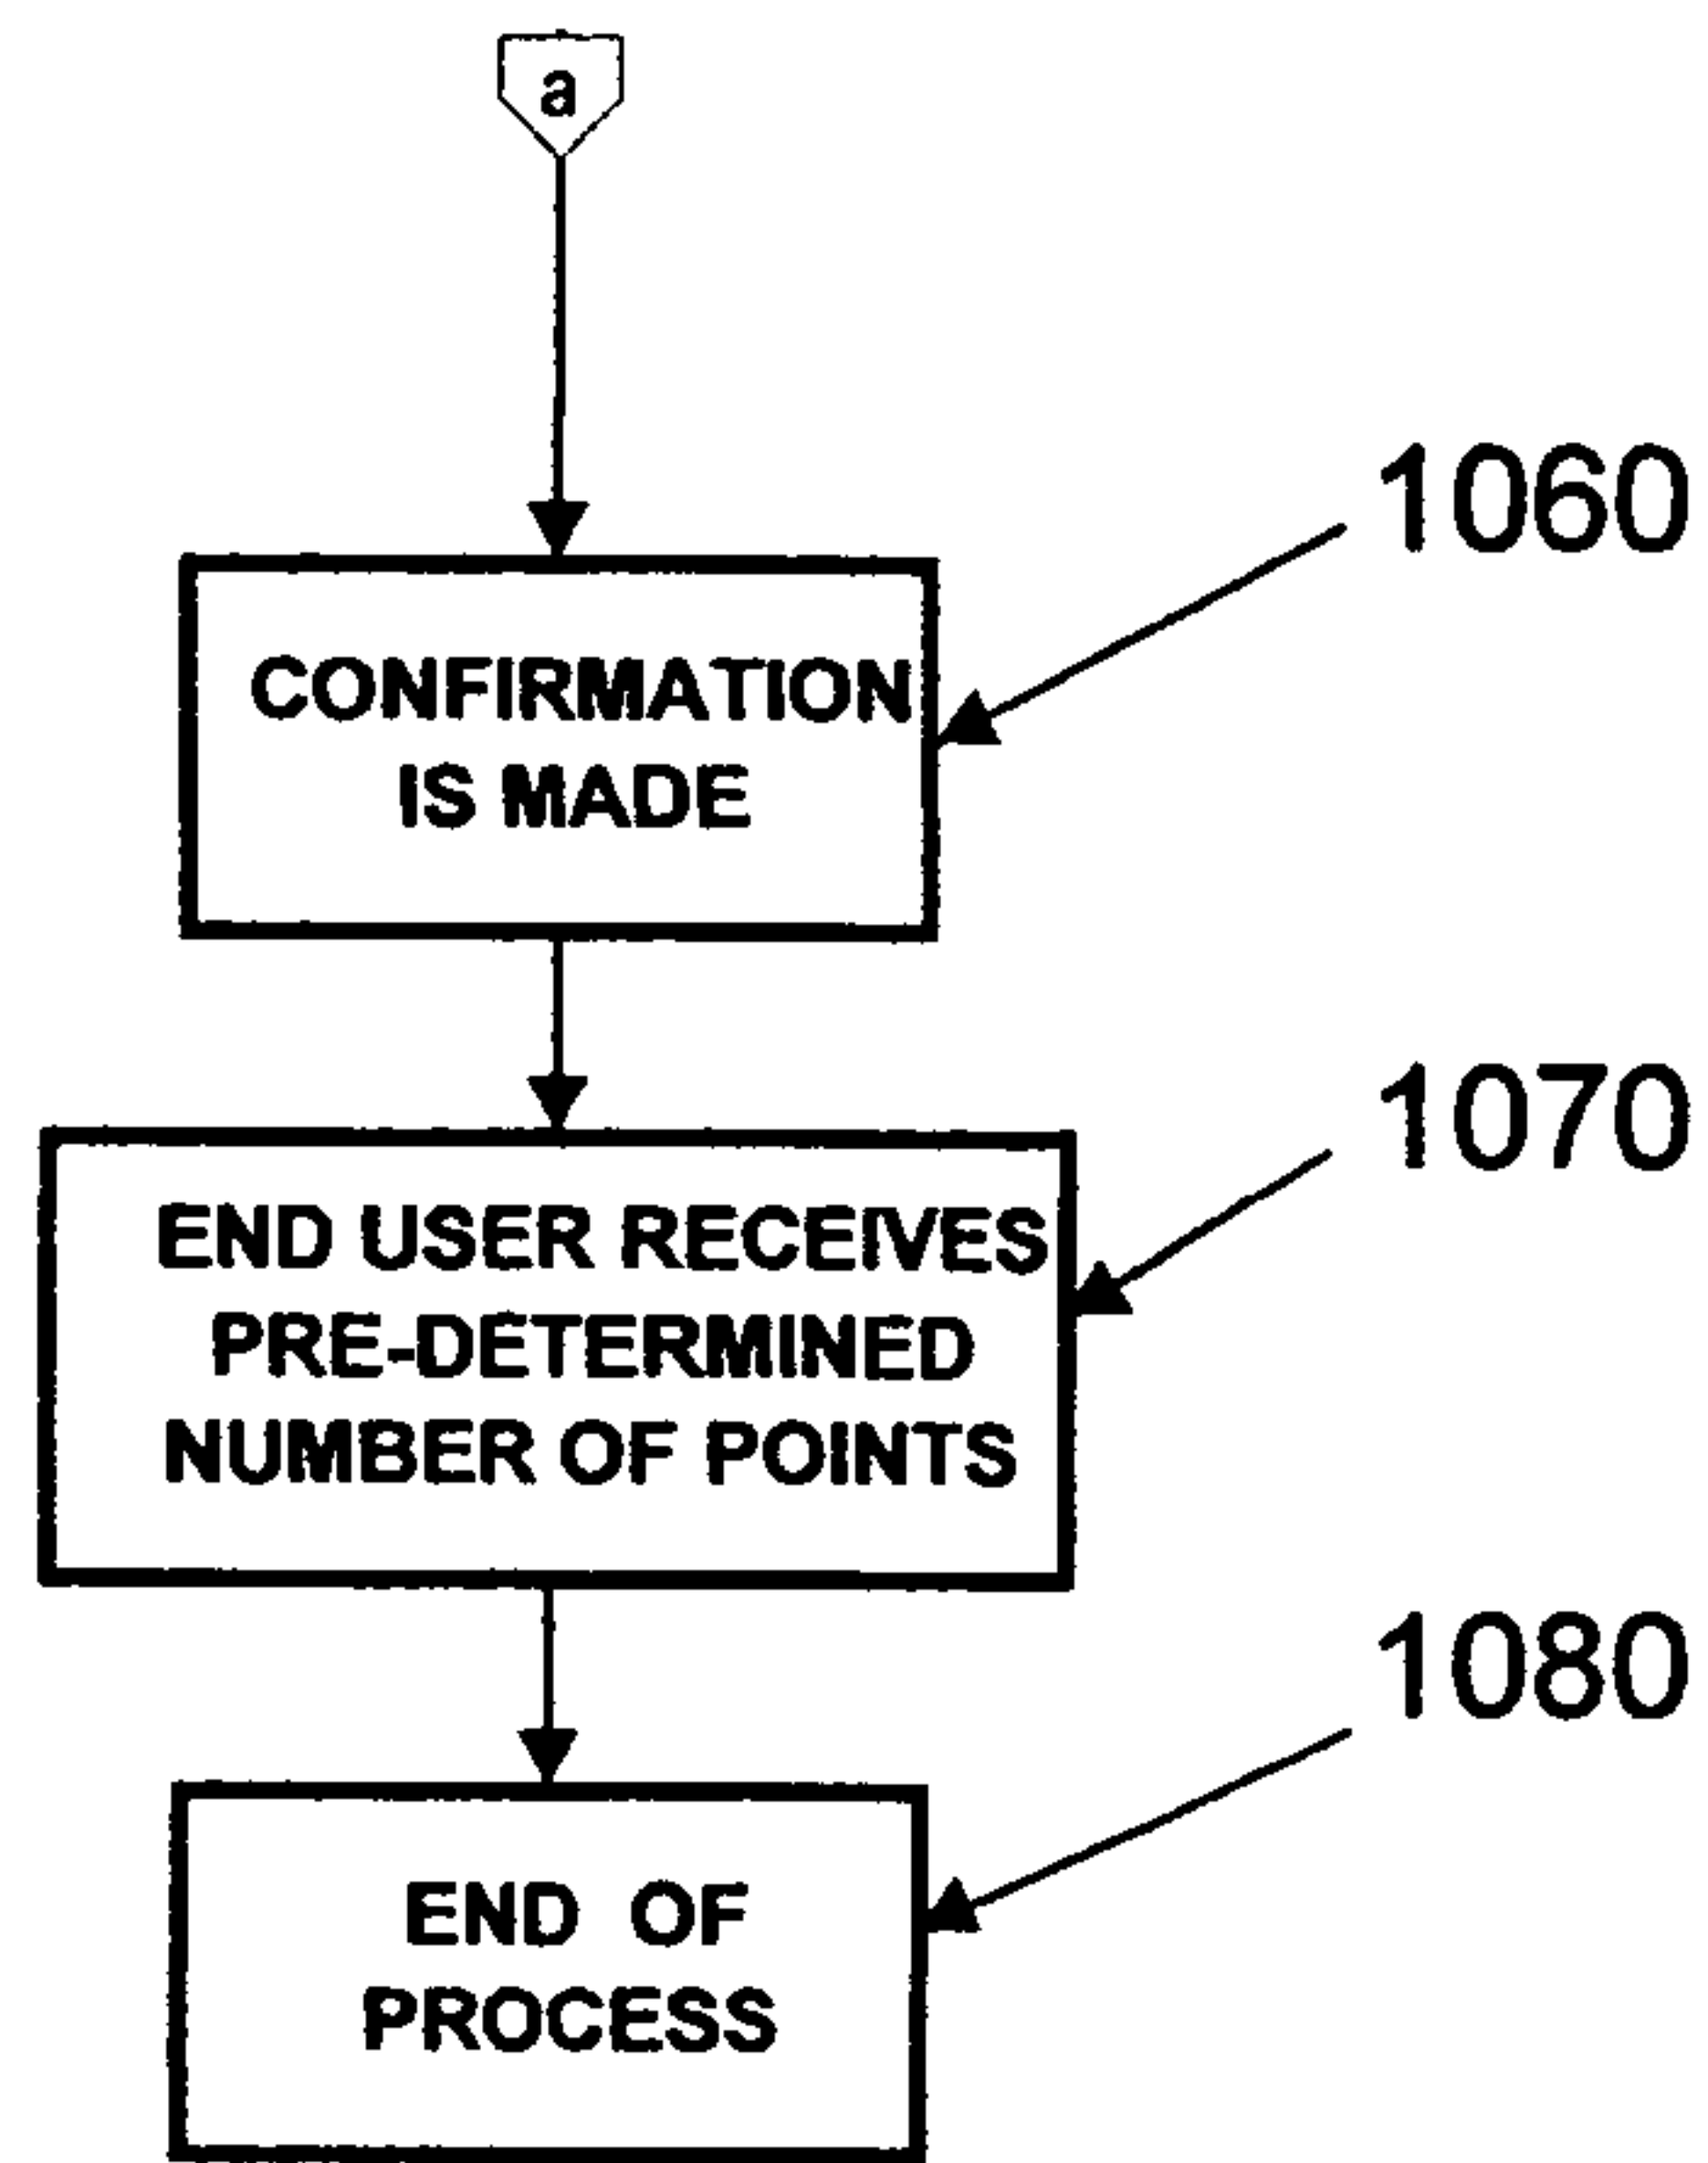 a
1060
CONFIRMATION
IS MADE
1070
END USER RECEIVES
PRE-DETERMINED
NUMBER OF POINTS
1080
END OF
PROCESS